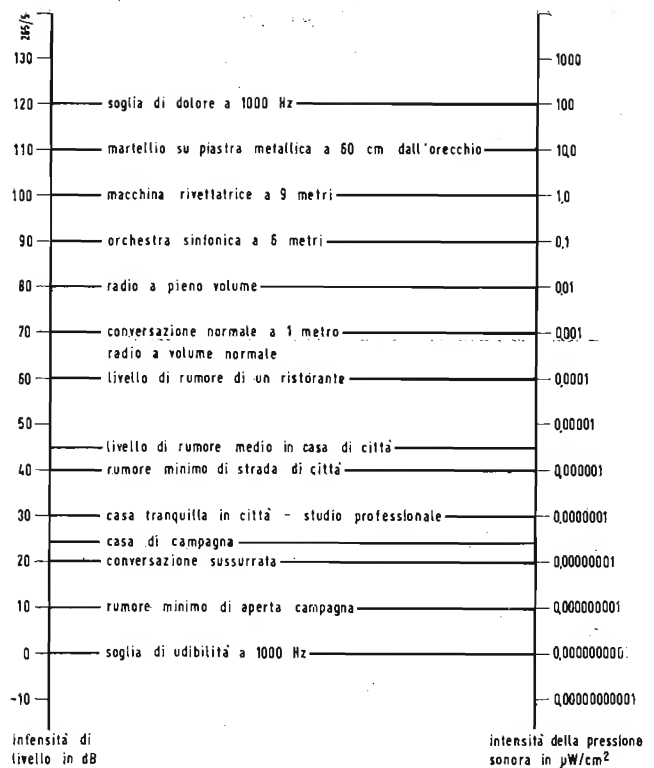 265/5
130 1000
120 soglia di dolore a 1000 Hz 100
110 martellio su piastra metallica a 60 cm dall'orecchio 10,0
100 macchina rivettatrice a 9 metri 1,0
90 orchestra sinfonica a 6 metri 0,1
80 radio a pieno volume 0,01
70 conversazione normale a 1 metro 0,001
radio a volume normale
60 livello di rumore di un ristorante 0,0001
50 0,00001
livello di rumore medio in casa di città
40 rumore minimo di strada di città 0,000001
30 casa tranquilla in città - studio professionale 0,0000001
casa di campagna
20 conversazione sussurrata 0,00000001
10 rumore minimo di aperta campagna 0,000000001
0 soglia di udibilità a 1000 Hz 0,0000000001
-10 0,00000000001
intensità di intensità della pressione
livello in dB sonora in µW/cm²